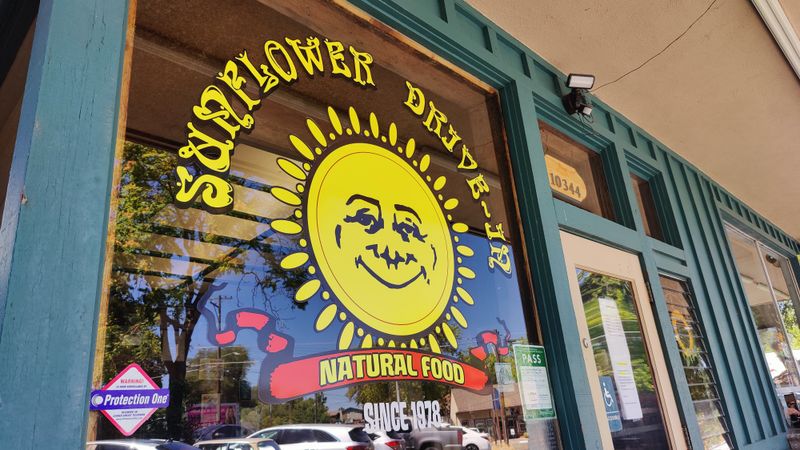 SUNFLOWER DRIVE-IN
NATURAL FOOD
SINCE 1978
WARNING!
Protection One
PASS
10344